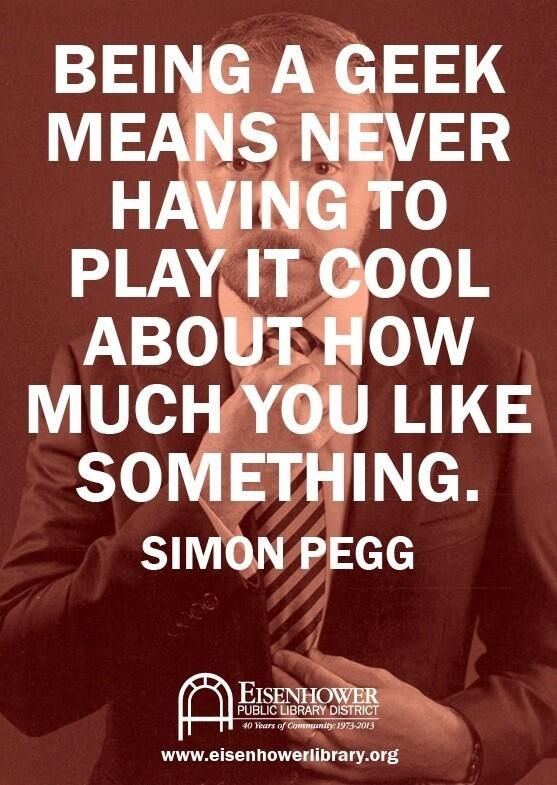 BEING A GEEK
MEANS NEVER
HAVING TO
PLAY IT COOL
ABOUT HOW
MUCH YOU LIKE
SOMETHING.
SIMON PEGG
EISENHOWER
PUBLIC LIBRARY DISTRICT
40 Years of Community:1973-2013
www.eisenhowerlibrary.org